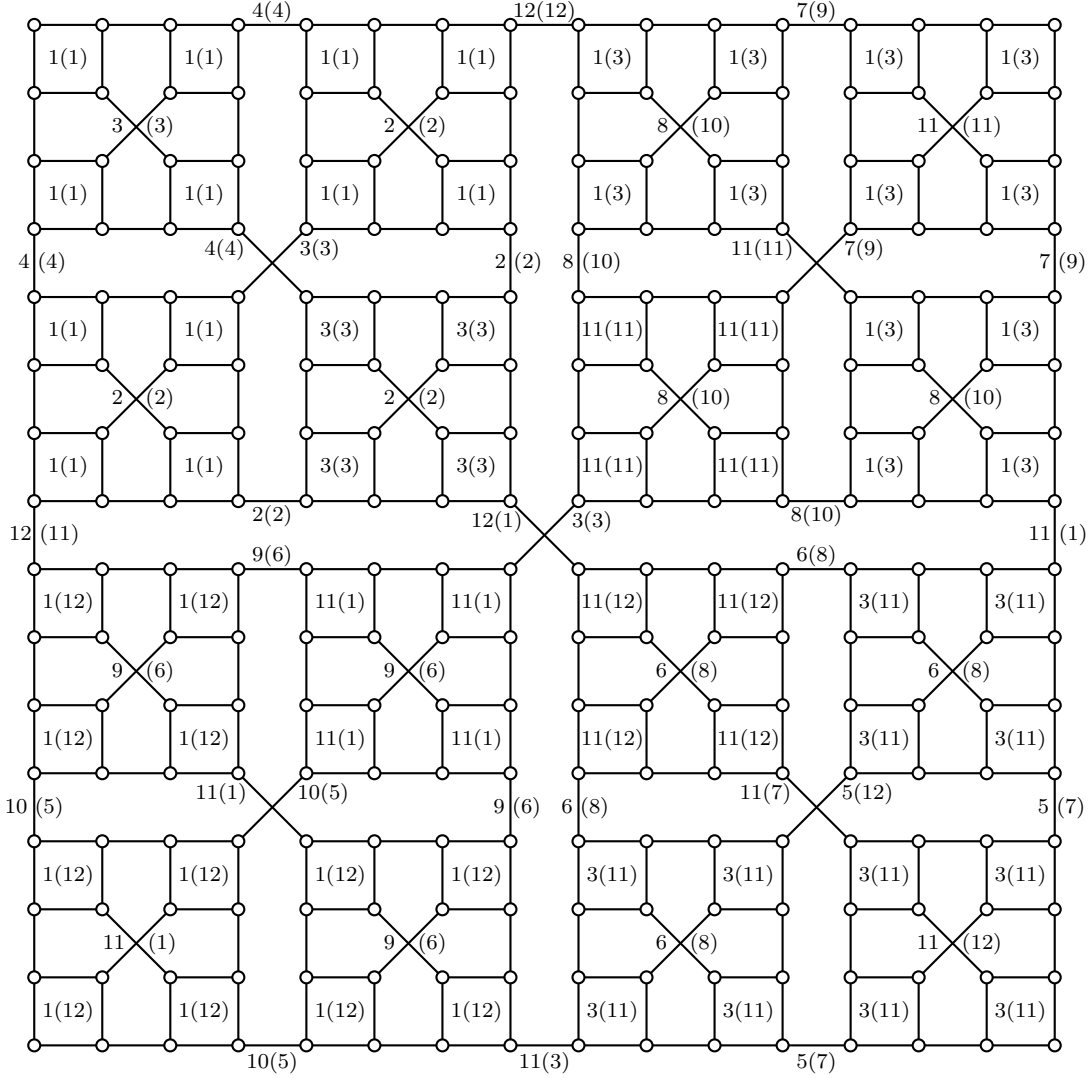 4(4) 12(12) 7(9)
1(1) 1(1) 1(1) 1(1) 1(3) 1(3) 1(3) 1(3)
3 (3) 2 (2) 8 (10) 11 (11)
1(1) 1(1) 1(1) 1(1) 1(3) 1(3) 1(3) 1(3)
4(4) 3(3) 11(11) 7(9)
4 (4) 2 (2) 8 (10) 7 (9)
1(1) 1(1) 3(3) 3(3) 11(11) 11(11) 1(3) 1(3)
2 (2) 2 (2) 8 (10) 8 (10)
1(1) 1(1) 3(3) 3(3) 11(11) 11(11) 1(3) 1(3)
2(2) 12(1) 3(3) 8(10)
12 (11) 11 (1)
9(6) 6(8)
1(12) 1(12) 11(1) 11(1) 11(12) 11(12) 3(11) 3(11)
9 (6) 9 (6) 6 (8) 6 (8)
1(12) 1(12) 11(1) 11(1) 11(12) 11(12) 3(11) 3(11)
11(1) 10(5) 11(7) 5(12)
10 (5) 9 (6) 6 (8) 5 (7)
1(12) 1(12) 1(12) 1(12) 3(11) 3(11) 3(11) 3(11)
11 (1) 9 (6) 6 (8) 11 (12)
1(12) 1(12) 1(12) 1(12) 3(11) 3(11) 3(11) 3(11)
10(5) 11(3) 5(7)